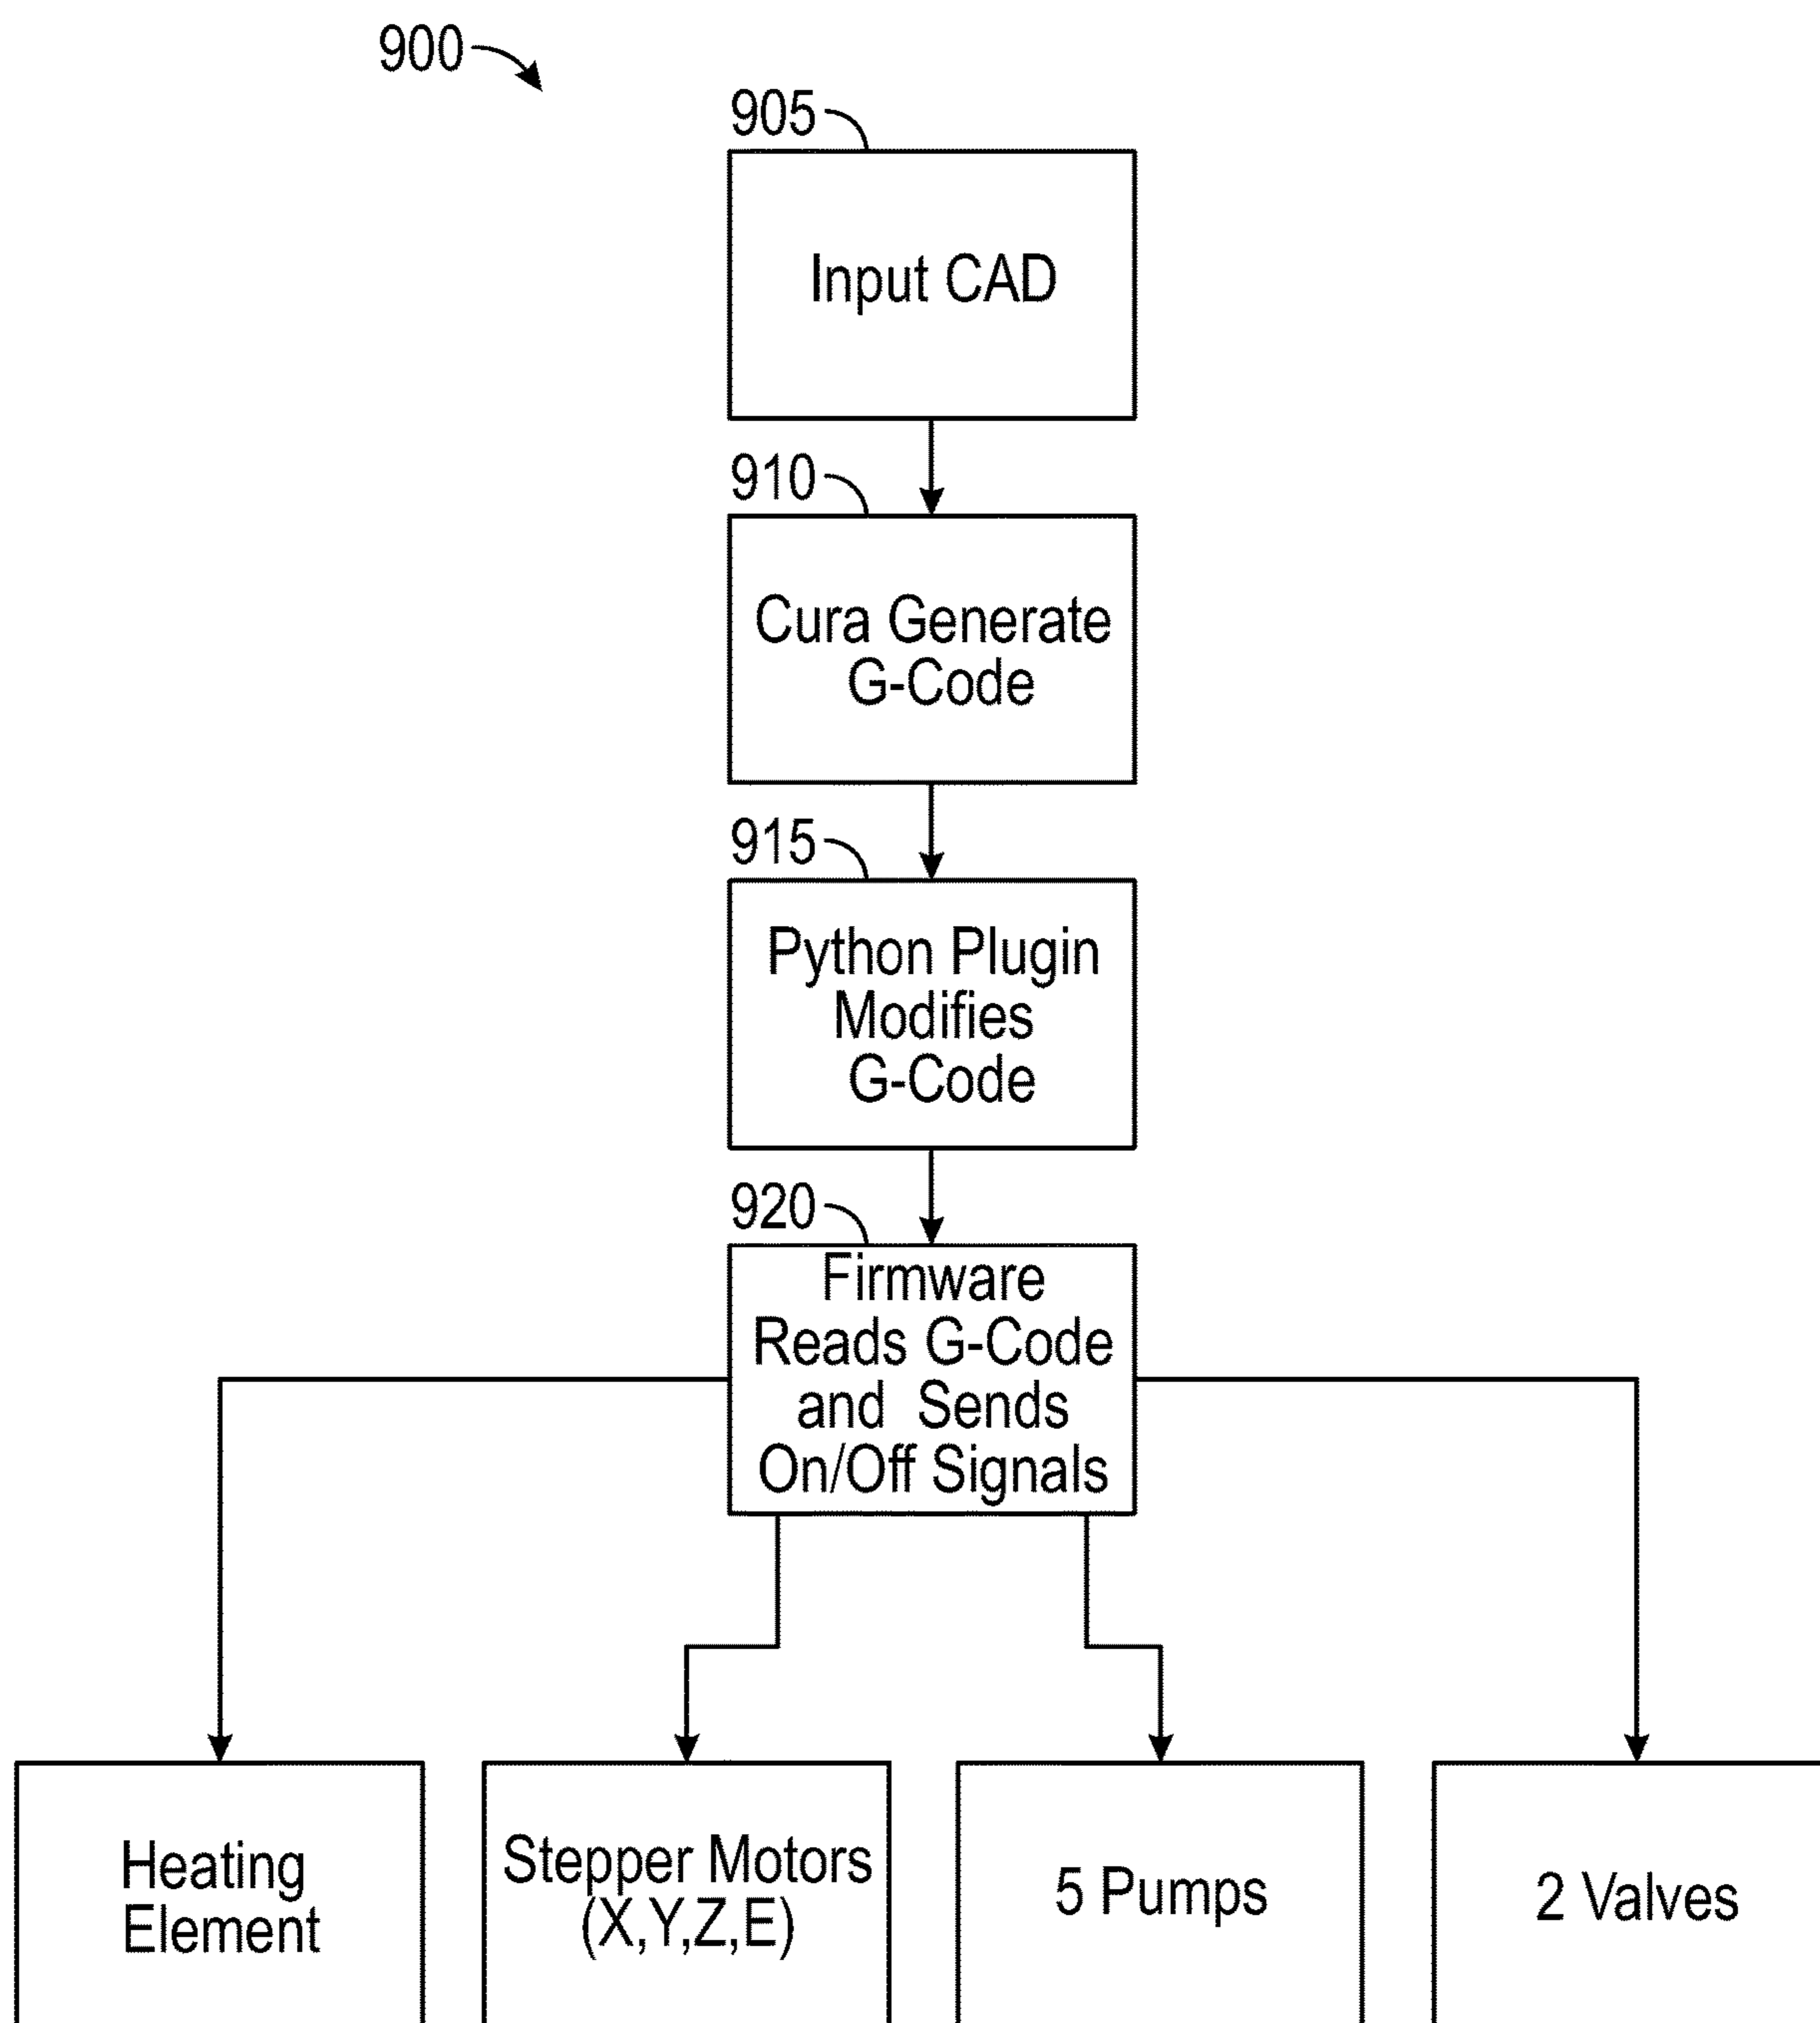 900
905
Input CAD
910
Cura Generate
G-Code
915
Python Plugin
Modifies
G-Code
920
Firmware
Reads G-Code
and Sends
On/Off Signals
Heating
Element
Stepper Motors
(X,Y,Z,E)
5 Pumps
2 Valves